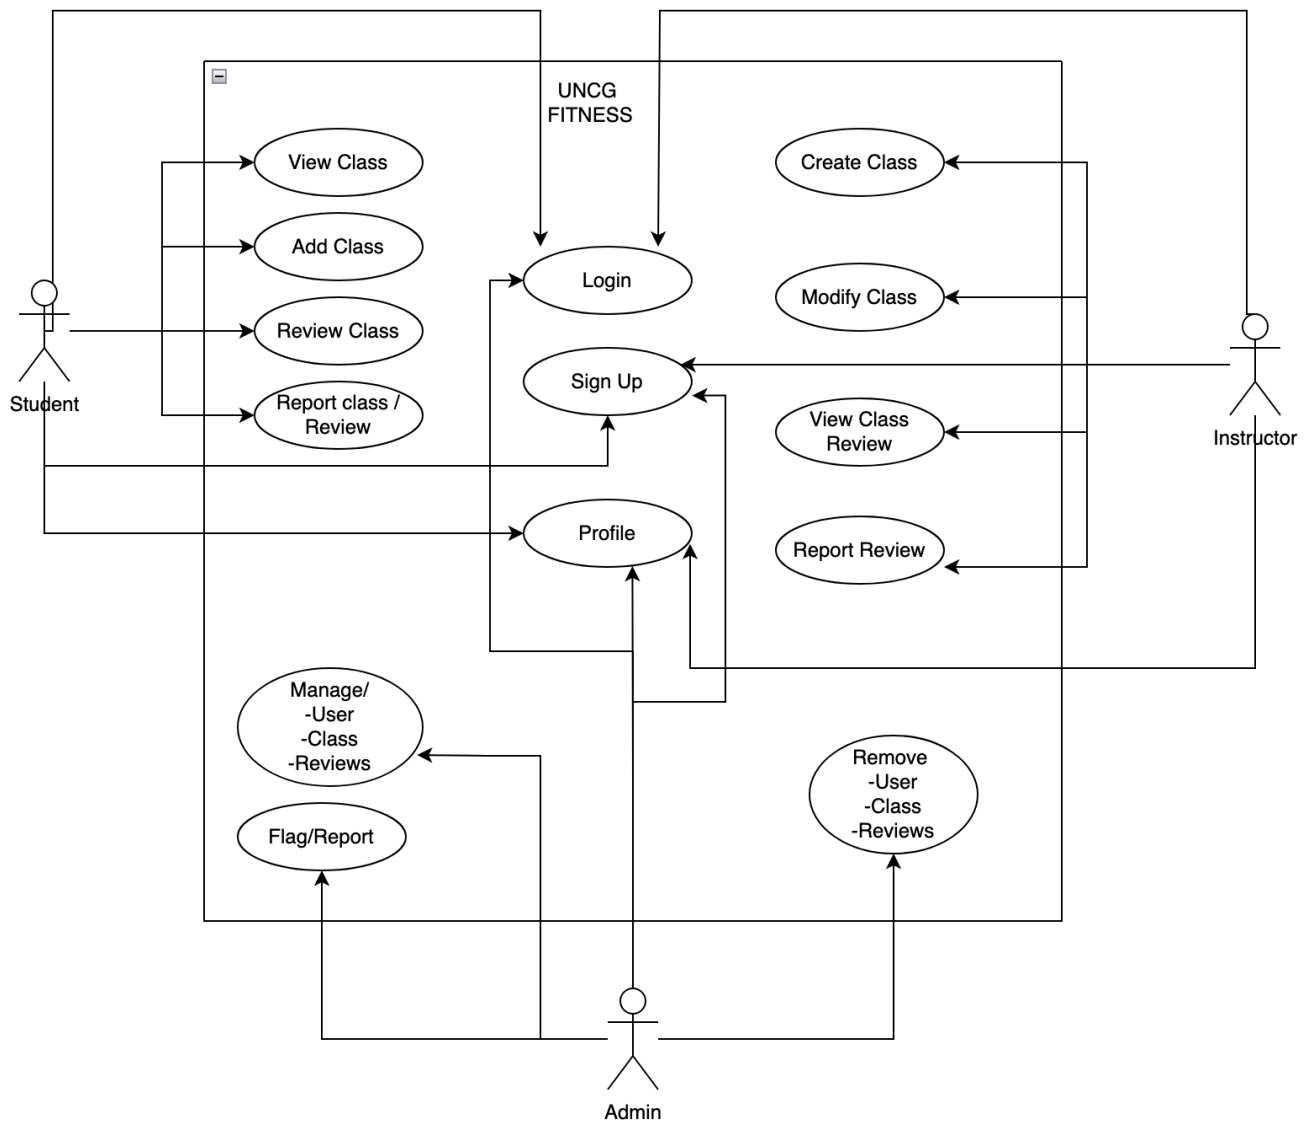 UNCG
FITNESS
View Class
Add Class
Review Class
Report class /
Review
Login
Sign Up
Profile
Create Class
Modify Class
View Class
Review
Report Review
Student
Instructor
Manage/
-User
-Class
-Reviews
Flag/Report
Remove
-User
-Class
-Reviews
Admin